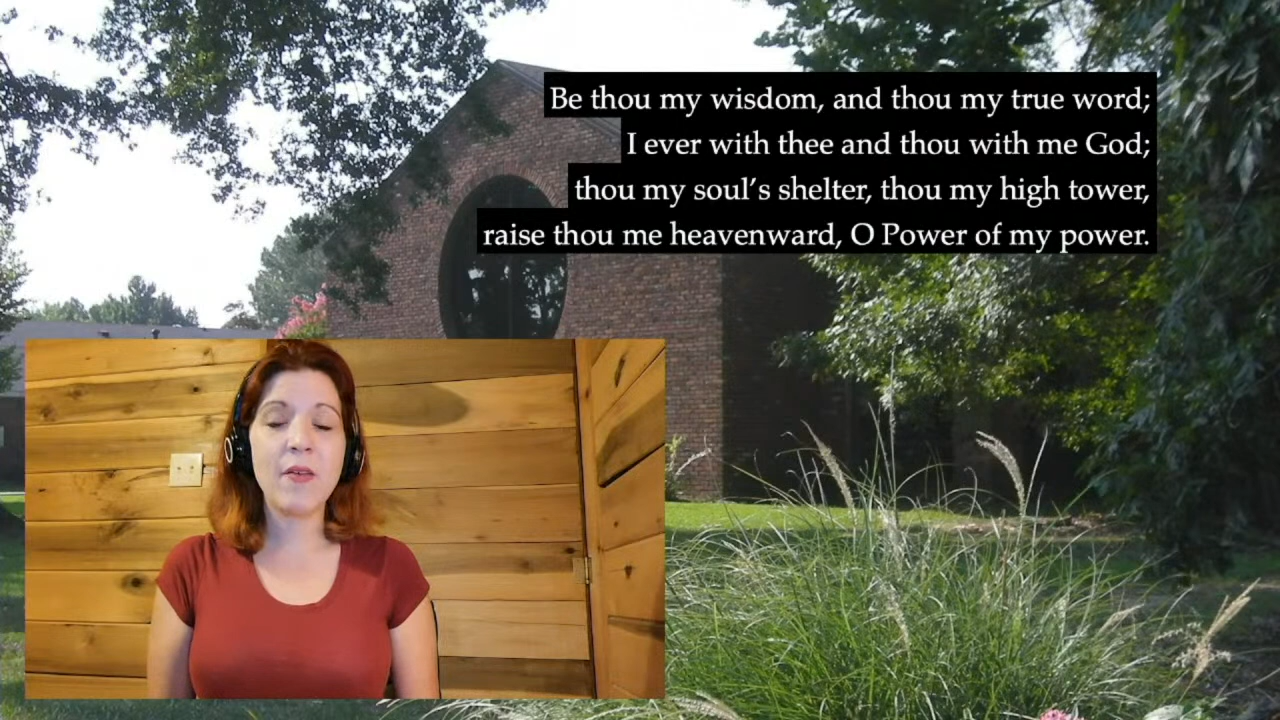 Be thou my wisdom, and thou my true word;
I ever with thee and thou with me God;
thou my soul’s shelter, thou my high tower,
raise thou me heavenward, O Power of my power.